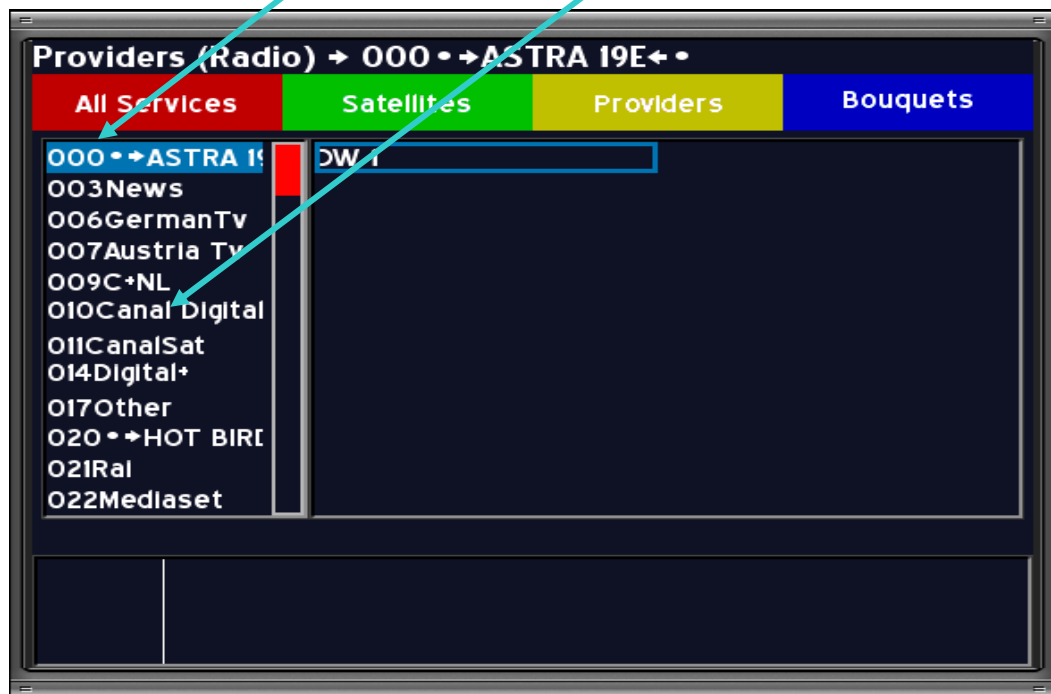 Providers (Radio) → 000•→ASTRA 19E←•
All Services Satellites Providers Bouquets
000•→ASTRA 19
DW 1
003News
006GermanTv
007Austria Tv
009C+NL
010Canal Digital
011CanalSat
014Digital+
017Other
020•→HOT BIRD
021Rai
022Mediaset